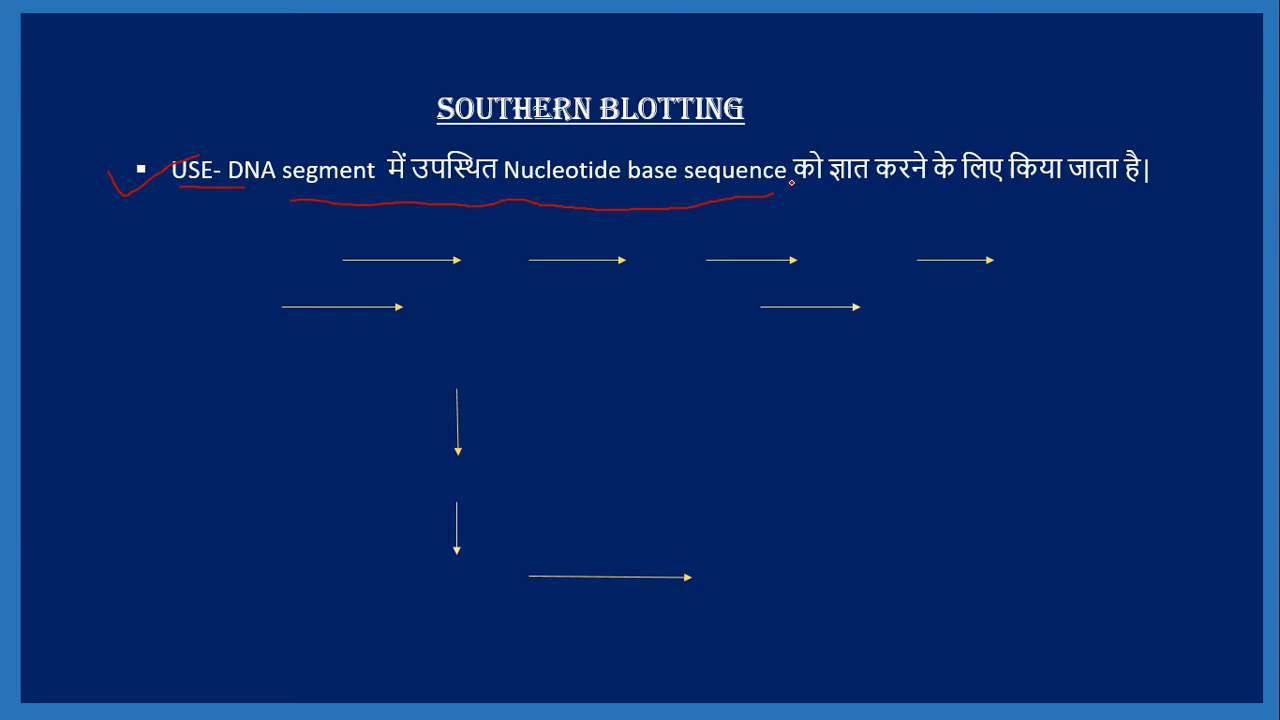 SOUTHERN BLOTTING
▪ USE- DNA segment में उपस्थित Nucleotide base sequence को ज्ञात करने के लिए किया जाता है|